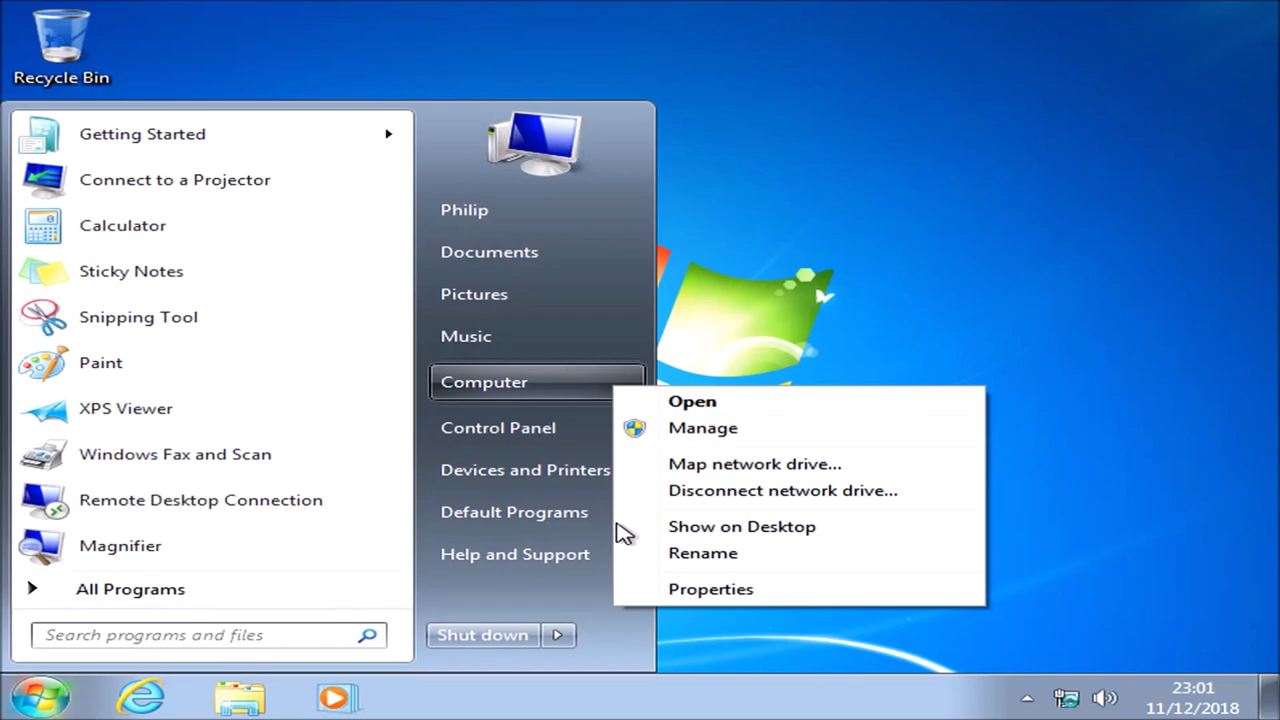 Recycle Bin
Getting Started
Connect to a Projector
Calculator
Sticky Notes
Snipping Tool
Paint
XPS Viewer
Windows Fax and Scan
Remote Desktop Connection
Magnifier
All Programs
Search programs and files
Philip
Documents
Pictures
Music
Computer
Control Panel
Devices and Printers
Default Programs
Help and Support
Shut down
Open
Manage
Map network drive...
Disconnect network drive...
Show on Desktop
Rename
Properties
23:01
11/12/2018